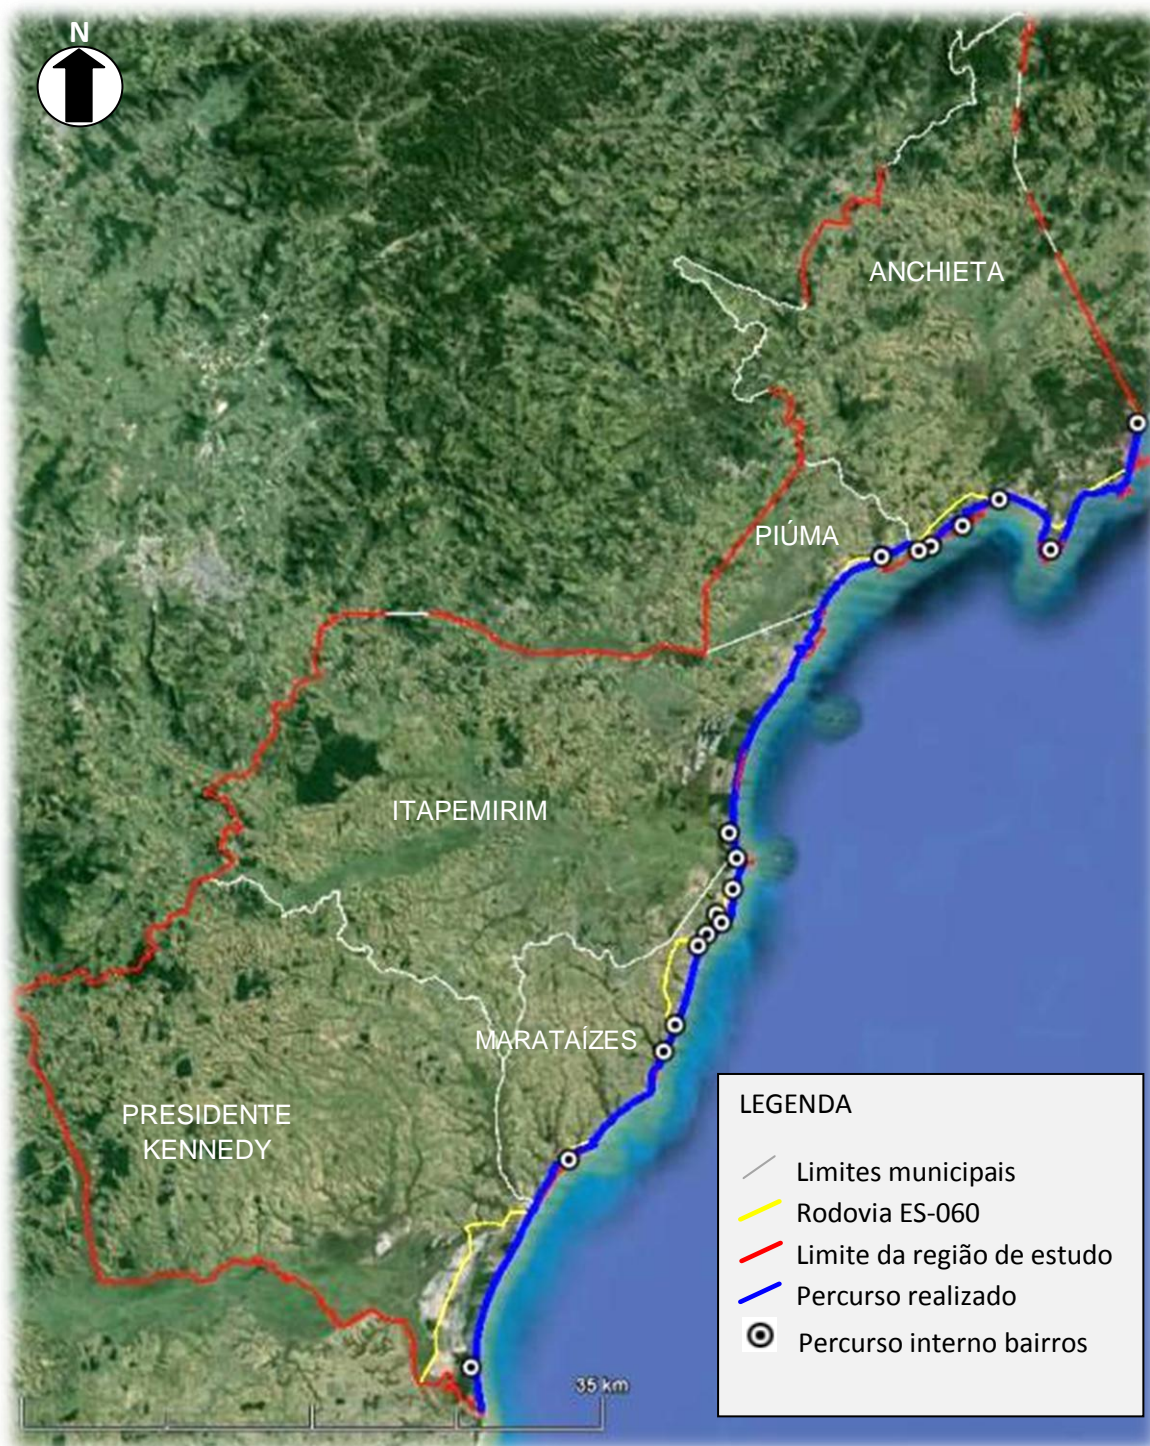 N
ANCHIETA
PIÚMA
ITAPEMIRIM
MARATAÍZES
PRESIDENTE
KENNEDY
LEGENDA
Limites municipais
Rodovia ES-060
Limite da região de estudo
Percurso realizado
Percurso interno bairros
35 km